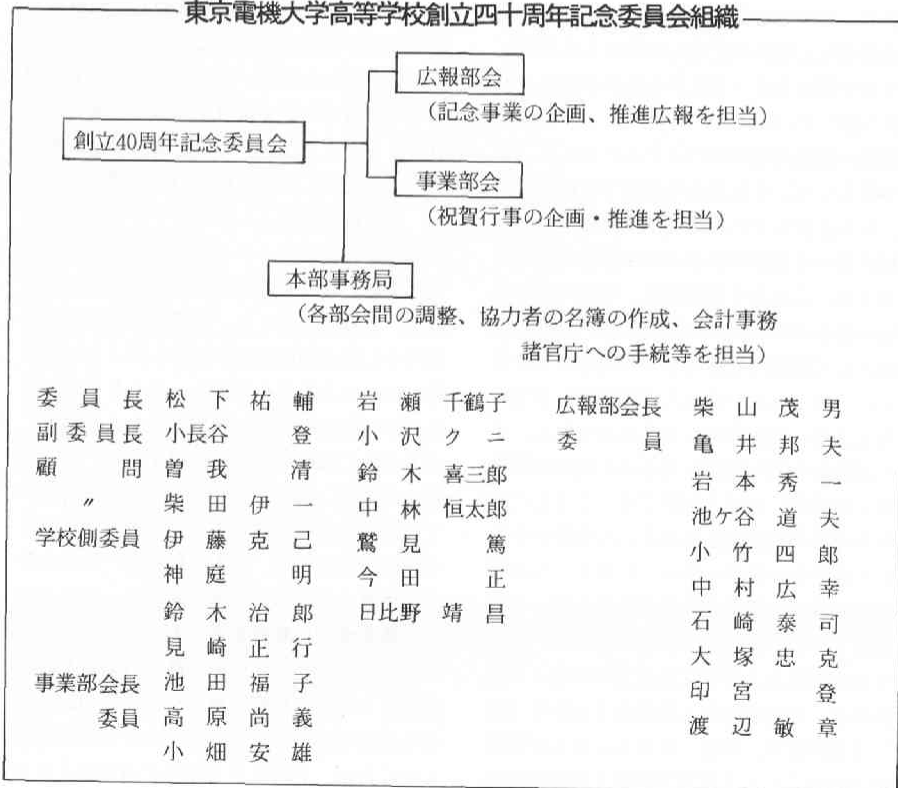 東京電機大学高等学校創立四十周年記念委員会組織
広報部会
(記念事業の企画、推進広報を担当)
創立40周年記念委員会
事業部会
(祝賀行事の企画・推進を担当)
本部事務局
(各部会間の調整、協力者の名簿の作成、会計事務
諸官庁への手続等を担当)
委員長 松下祐輔
副委員長 小長谷登
顧問 曽我清
〃 柴田伊一
学校側委員 伊藤克己
神庭明
鈴木治郎
見崎正行
事業部会長 池田福子
委員 高原尚義
小畑安雄
岩瀬千鶴子
小沢クニ
鈴木喜三郎
中林恒太郎
鷲見篤
今田正
日比野靖昌
広報部会長 柴山茂男
委員 亀井邦夫
岩本秀一
池ケ谷道夫
小竹四郎
中村広幸
石崎泰司
大塚忠克
印宮登
渡辺敏章